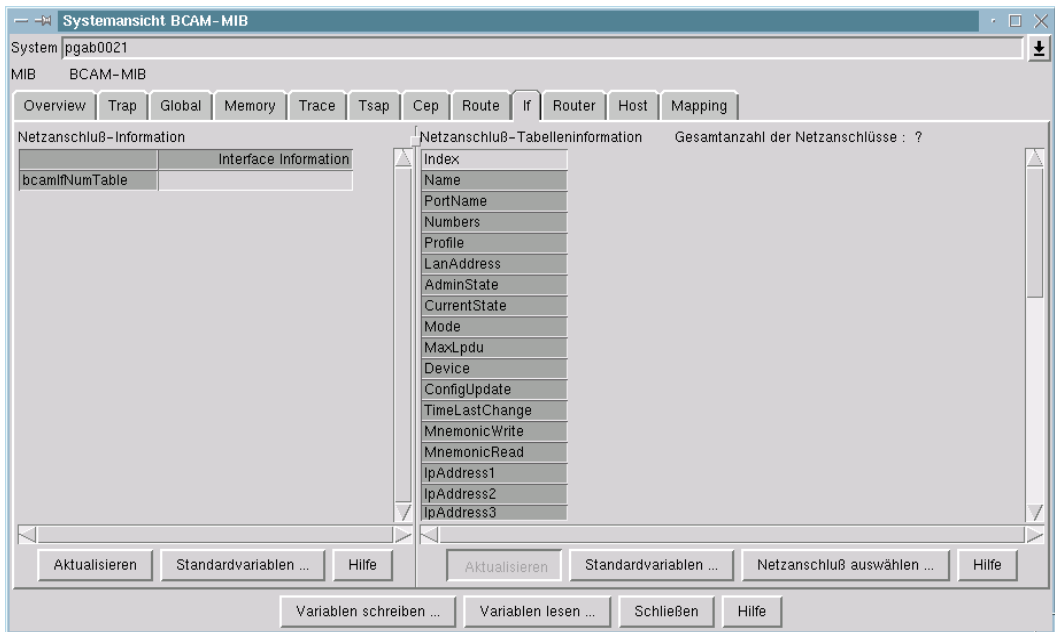 Systemansicht BCAM-MIB
System pgab0021
MIB BCAM-MIB
Overview Trap Global Memory Trace Tsap Cep Route If Router Host Mapping
Netzanschluß-Information
Interface Information
bcamIfNumTable
Netzanschluß-Tabelleninformation Gesamtanzahl der Netzanschlüsse : ?
Index
Name
PortName
Numbers
Profile
LanAddress
AdminState
CurrentState
Mode
MaxLpdu
Device
ConfigUpdate
TimeLastChange
MnemonicWrite
MnemonicRead
IpAddress1
IpAddress2
IpAddress3
Aktualisieren Standardvariablen ... Hilfe
Aktualisieren Standardvariablen ... Netzanschluß auswählen ... Hilfe
Variablen schreiben ... Variablen lesen ... Schließen Hilfe